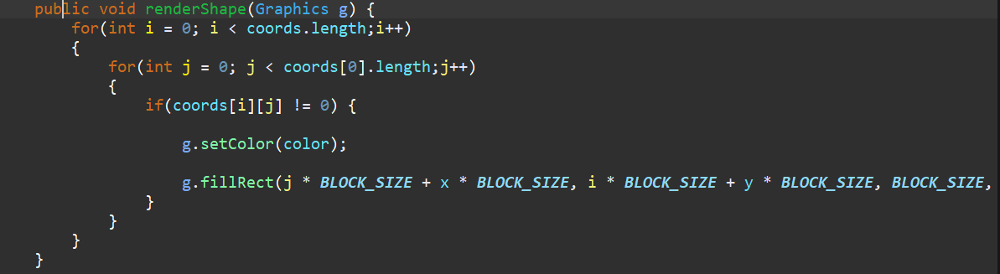 public void renderShape(Graphics g) {
for(int i = 0; i < coords.length;i++)
{
for(int j = 0; j < coords[0].length;j++)
{
if(coords[i][j] != 0) {
g.setColor(color);
g.fillRect(j * BLOCK_SIZE + x * BLOCK_SIZE, i * BLOCK_SIZE + y * BLOCK_SIZE, BLOCK_SIZE,
}
}
}
}